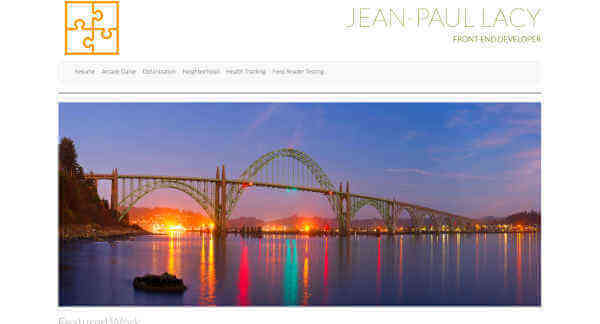 JEAN-PAUL LACY
FRONT-END DEVELOPER
Resume Arcade Game Optimization Neighborhood Health Tracking Feed Reader Testing
Featured Work